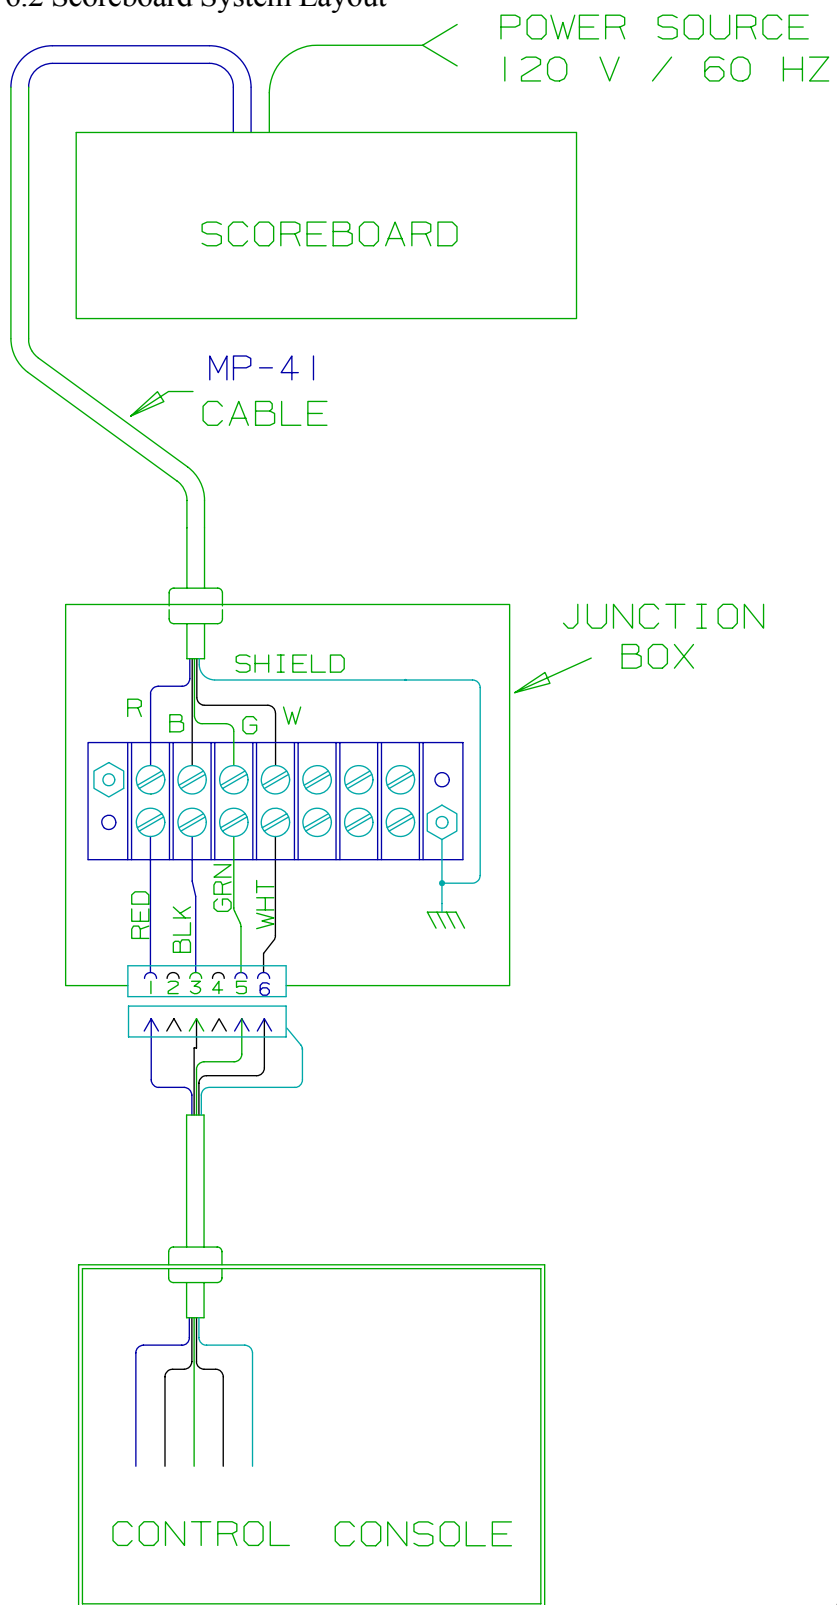 6.2 Scoreboard System Layout
POWER SOURCE
120 V / 60 HZ
SCOREBOARD
MP-41
CABLE
JUNCTION
BOX
SHIELD
R
B
G
W
RED
BLK
GRN
WHT
1 2 3 4 5 6
CONTROL CONSOLE